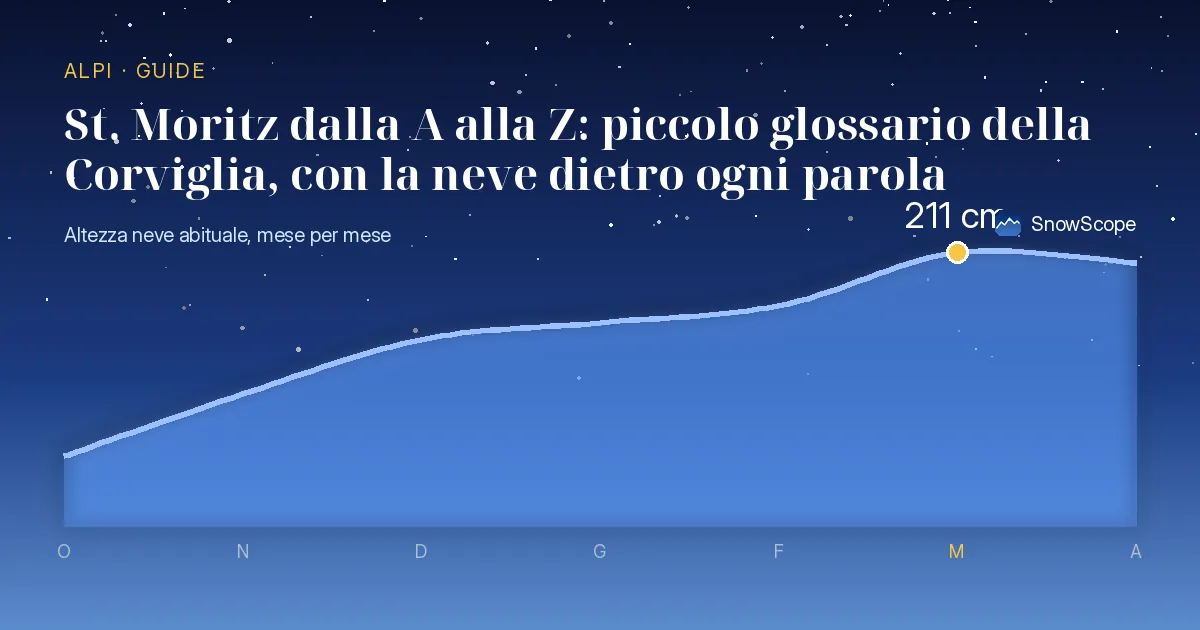 ALPI · GUIDE
St, Moritz dalla A alla Z: piccolo glossario della
Corviglia, con la neve dietro ogni parola
Altezza neve abituale, mese per mese
211 cm
SnowScope
O N D G F M A